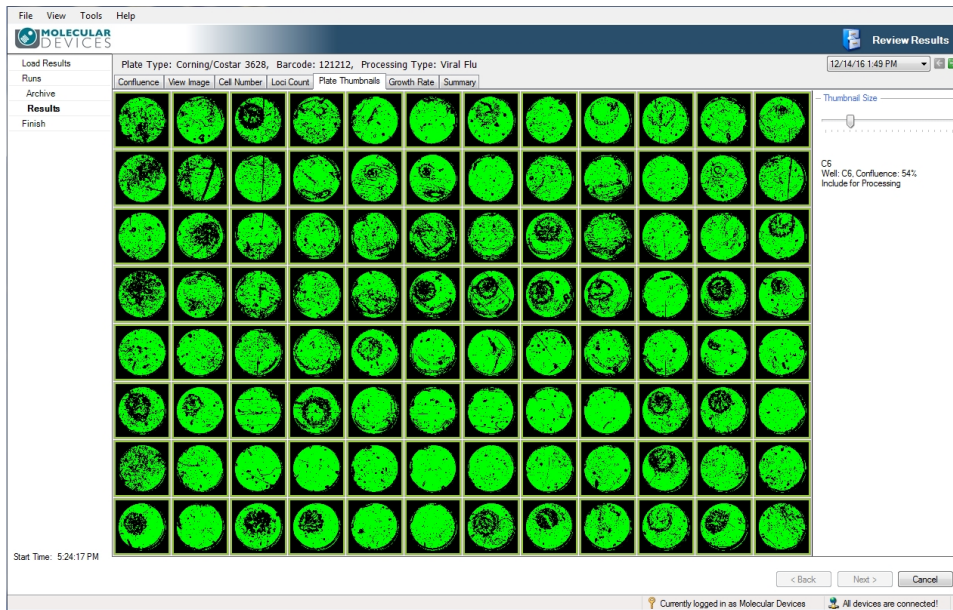 File View Tools Help
MOLECULAR
DEVICES
Review Results
Load Results
Runs
Archive
Results
Finish
Plate Type: Corning/Costar 3628, Barcode: 121212, Processing Type: Viral Flu
12/14/16 1:49 PM
Confluence View Image Cell Number Loci Count Plate Thumbnails Growth Rate Summary
Thumbnail Size
C6
Well: C6, Confluence: 54%
Include for Processing
Start Time: 5:24:17 PM
< Back Next > Cancel
Currently logged in as Molecular Devices All devices are connected!